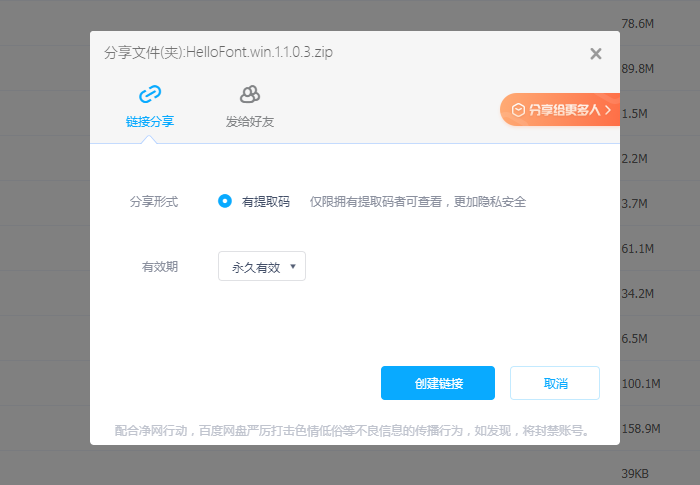 78.6M
分享文件(夹):HelloFont.win.1.1.0.3.zip
89.8M
链接分享
发给好友
分享给更多人
1.5M
2.2M
分享形式
有提取码
仅限拥有提取码者可查看，更加隐私安全
3.7M
61.1M
有效期
永久有效
34.2M
6.5M
创建链接
取消
100.1M
配合净网行动，百度网盘严厉打击色情低俗等不良信息的传播行为，如发现，将封禁账号。
158.9M
39KB